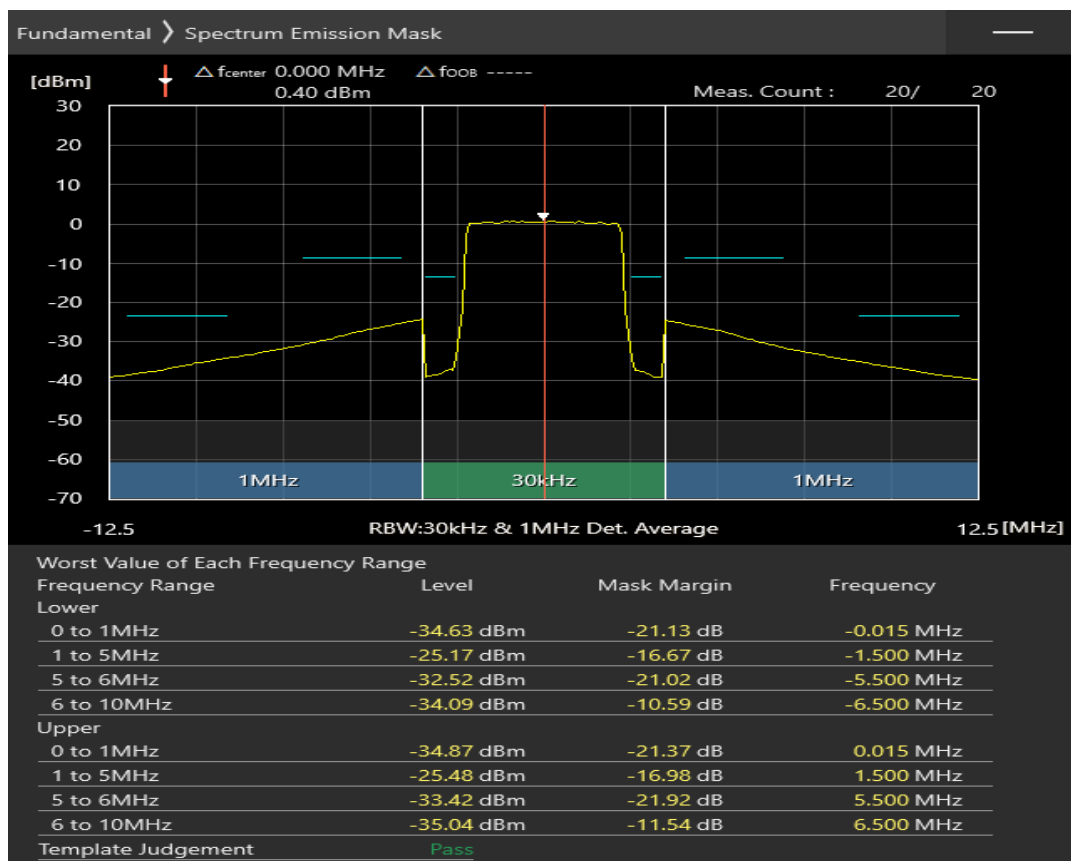 Fundamental ❯ Spectrum Emission Mask
[dBm] △ fcenter 0.000 MHz △ fOOB -----
0.40 dBm Meas. Count : 20/ 20
30
20
10
0
-10
-20
-30
-40
-50
-60
1MHz 30kHz 1MHz
-70
-12.5 RBW:30kHz & 1MHz Det. Average 12.5 [MHz]
Worst Value of Each Frequency Range
Frequency Range Level Mask Margin Frequency
Lower
0 to 1MHz -34.63 dBm -21.13 dB -0.015 MHz
1 to 5MHz -25.17 dBm -16.67 dB -1.500 MHz
5 to 6MHz -32.52 dBm -21.02 dB -5.500 MHz
6 to 10MHz -34.09 dBm -10.59 dB -6.500 MHz
Upper
0 to 1MHz -34.87 dBm -21.37 dB 0.015 MHz
1 to 5MHz -25.48 dBm -16.98 dB 1.500 MHz
5 to 6MHz -33.42 dBm -21.92 dB 5.500 MHz
6 to 10MHz -35.04 dBm -11.54 dB 6.500 MHz
Template Judgement Pass